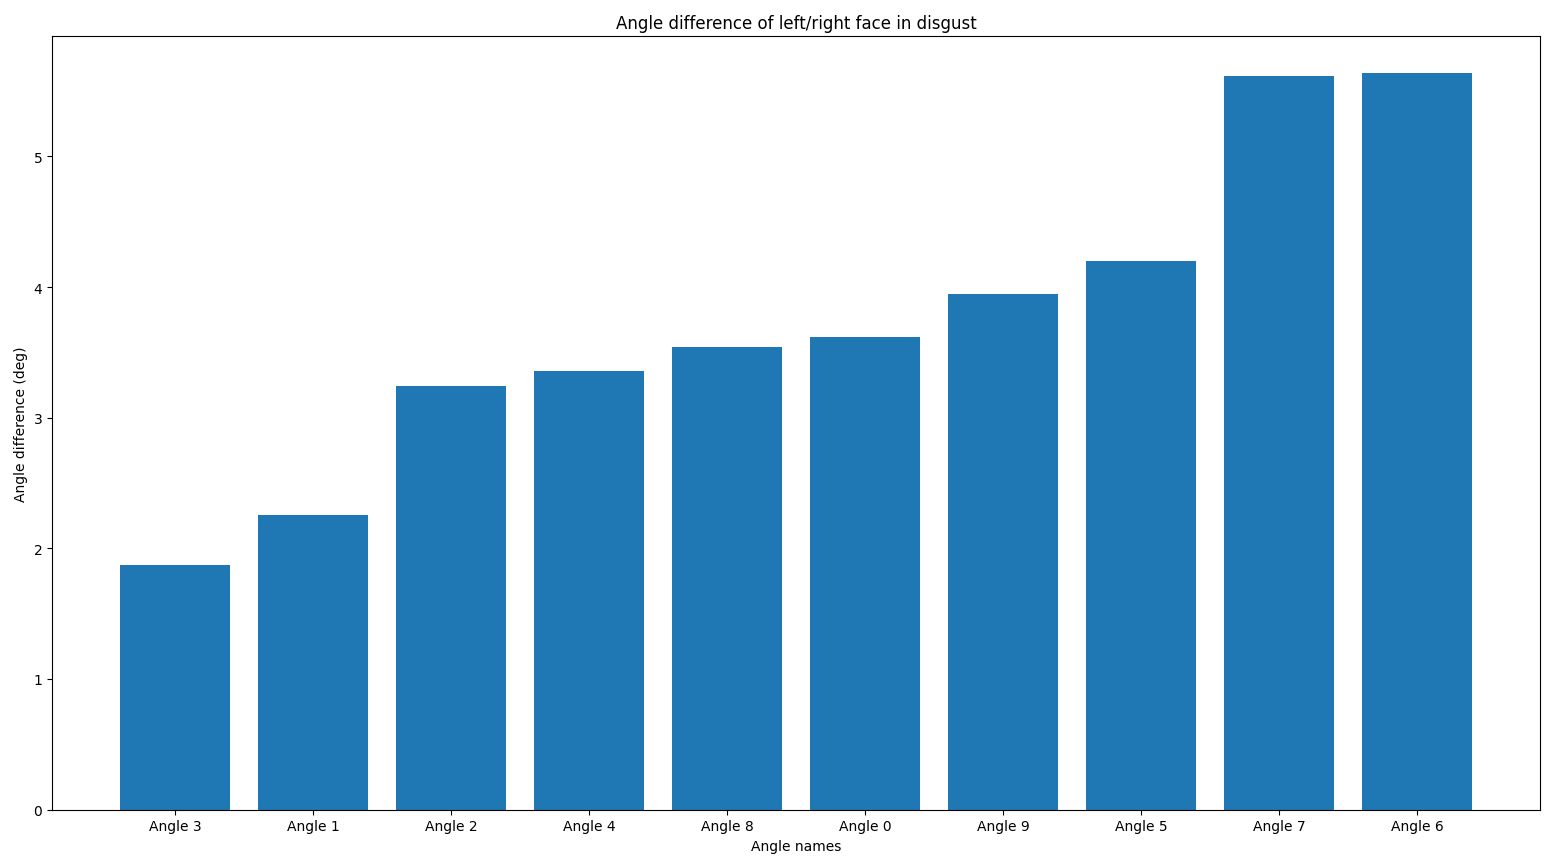 Angle difference of left/right face in disgust
Angle difference (deg)
5
4
3
2
1
0
Angle 3 Angle 1 Angle 2 Angle 4 Angle 8 Angle 0 Angle 9 Angle 5 Angle 7 Angle 6
Angle names